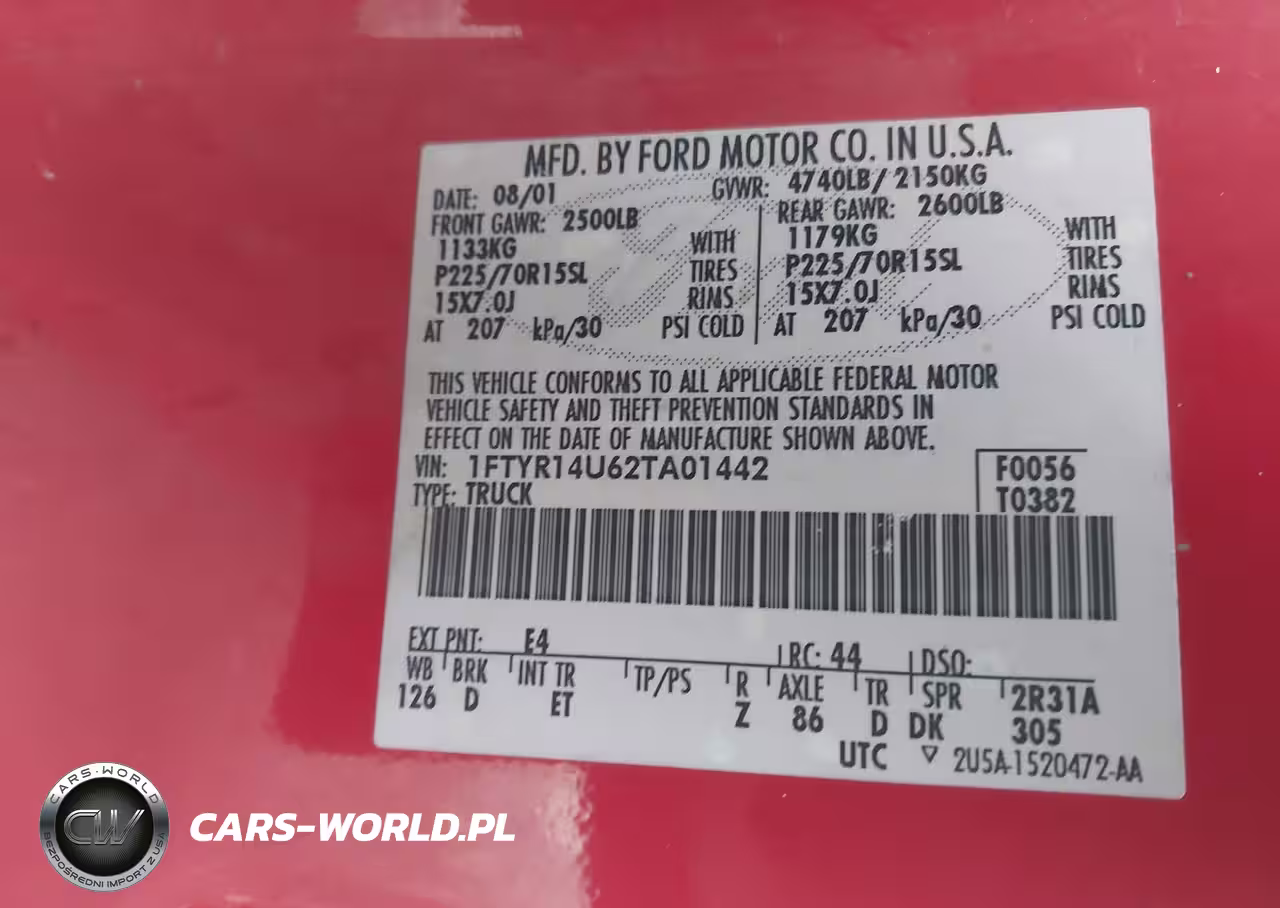 MFD. BY FORD MOTOR CO. IN U.S.A.
DATE: 08/01 GVWR: 4740LB/ 2150KG
FRONT GAWR: 2500LB REAR GAWR: 2600LB
1133KG WITH 1179KG WITH
P225/70R15SL TIRES P225/70R15SL TIRES
15X7.0J RIMS 15X7.0J RIMS
AT 207 kPa/30 PSI COLD AT 207 kPa/30 PSI COLD
THIS VEHICLE CONFORMS TO ALL APPLICABLE FEDERAL MOTOR
VEHICLE SAFETY AND THEFT PREVENTION STANDARDS IN
EFFECT ON THE DATE OF MANUFACTURE SHOWN ABOVE.
VIN: 1FTYR14U62TA01442 F0056
TYPE: TRUCK T0382
EXT PNT: E4 RC: 44 DSO:
WB BRK INT TR TP/PS R AXLE TR SPR 2R31A
126 D ET Z 86 D DK 305
UTC ▽ 2U5A-1520472-AA
CARS-WORLD
CW
BEZPOŚREDNI IMPORT Z USA
CARS-WORLD.PL